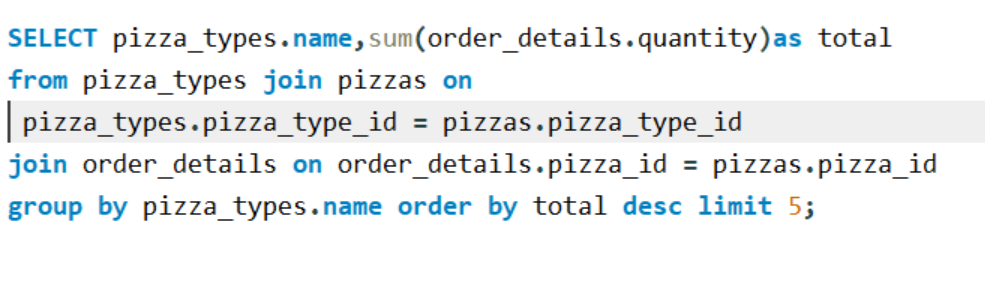 SELECT pizza_types.name,sum(order_details.quantity)as total
from pizza_types join pizzas on
pizza_types.pizza_type_id = pizzas.pizza_type_id
join order_details on order_details.pizza_id = pizzas.pizza_id
group by pizza_types.name order by total desc limit 5;